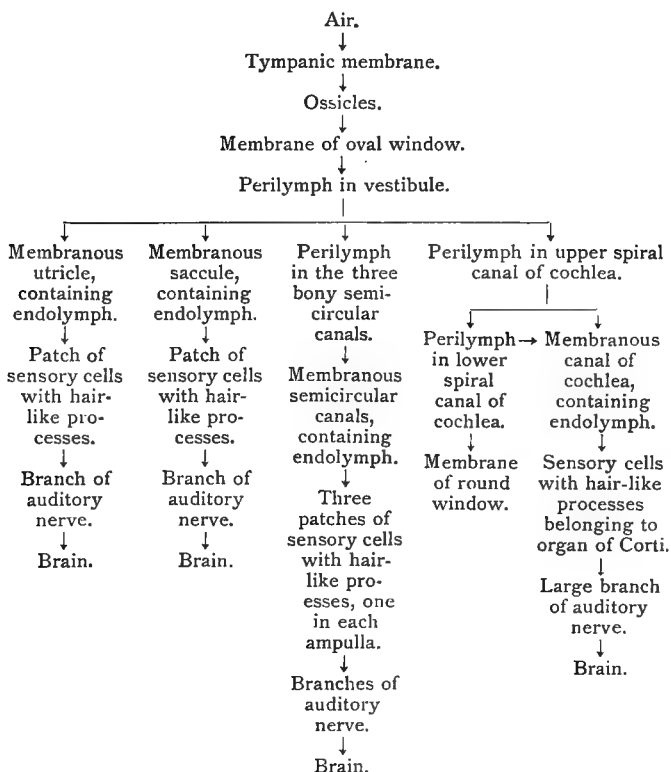 Air.
Tympanic membrane.
Ossicles.
Membrane of oval window.
Perilymph in vestibule.
Membranous
utricle,
containing
endolymph.
Patch of
sensory cells
with hair-
like pro-
cesses.
Branch of
auditory
nerve.
Brain.
Membranous
saccule,
containing
endolymph.
Patch of
sensory cells
with hair-
like pro-
cesses.
Branch of
auditory
nerve.
Brain.
Perilymph
in the three
bony semi-
circular
canals.
Membranous
semicircular
canals,
containing
endolymph.
Three
patches of
sensory cells
with hair-
like pro-
esses, one
in each
ampulla.
Branches of
auditory
nerve.
Brain.
Perilymph in upper spiral
canal of cochlea.
Perilymph
in lower
spiral
canal of
cochlea.
Membrane
of round
window.
Membranous
canal of
cochlea,
containing
endolymph.
Sensory cells
with hair-like
processes
belonging to
organ of Corti.
Large branch
of auditory
nerve.
Brain.